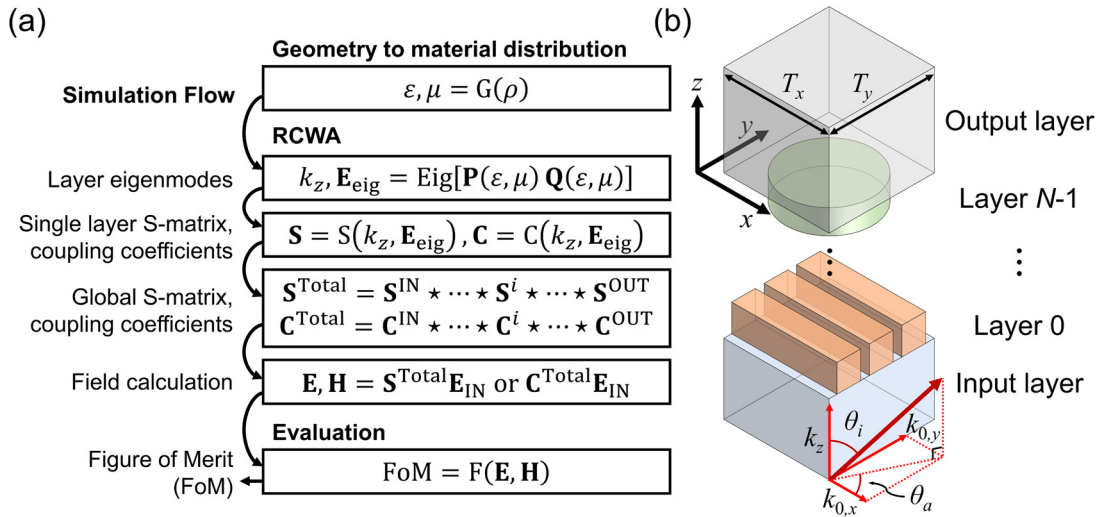 (a)
Geometry to material distribution
Simulation Flow
ε, μ = G(ρ)
RCWA
Layer eigenmodes
k_z, E_eig = Eig[P(ε, μ) Q(ε, μ)]
Single layer S-matrix,
coupling coefficients
S = S(k_z, E_eig), C = C(k_z, E_eig)
Global S-matrix,
coupling coefficients
S^Total = S^IN ⋆ ⋯ ⋆ S^i ⋆ ⋯ ⋆ S^OUT
C^Total = C^IN ⋆ ⋯ ⋆ C^i ⋆ ⋯ ⋆ C^OUT
Field calculation
E, H = S^Total E_IN or C^Total E_IN
Evaluation
Figure of Merit
(FoM)
FoM = F(E, H)
(b)
T_x
T_y
z
y
x
Output layer
Layer N-1
⋮
⋮
Layer 0
Input layer
k_z
θ_i
k_0,y
k_0,x
θ_a